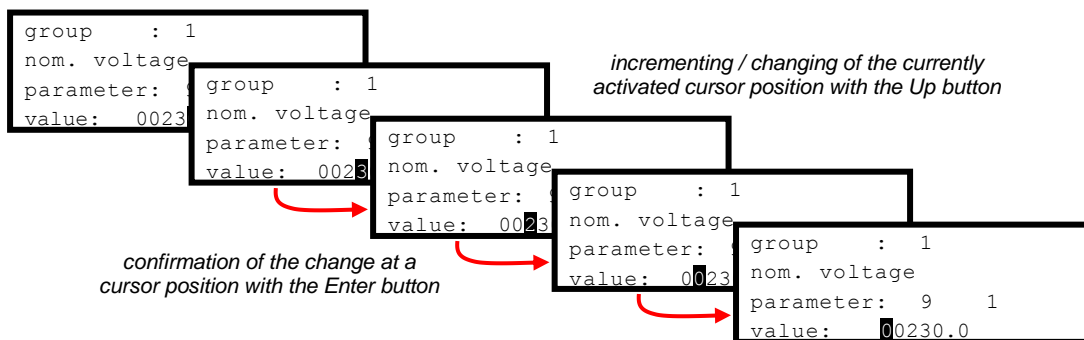 group : 1
nom. voltage
parameter:
value: 0023
group : 1
nom. voltage
parameter:
value: 0023
group : 1
nom. voltage
parameter:
value: 0023
group : 1
nom. voltage
parameter:
value: 0023
group : 1
nom. voltage
parameter: 9 1
value: 00230.0
incrementing / changing of the currently
activated cursor position with the Up button
confirmation of the change at a
cursor position with the Enter button